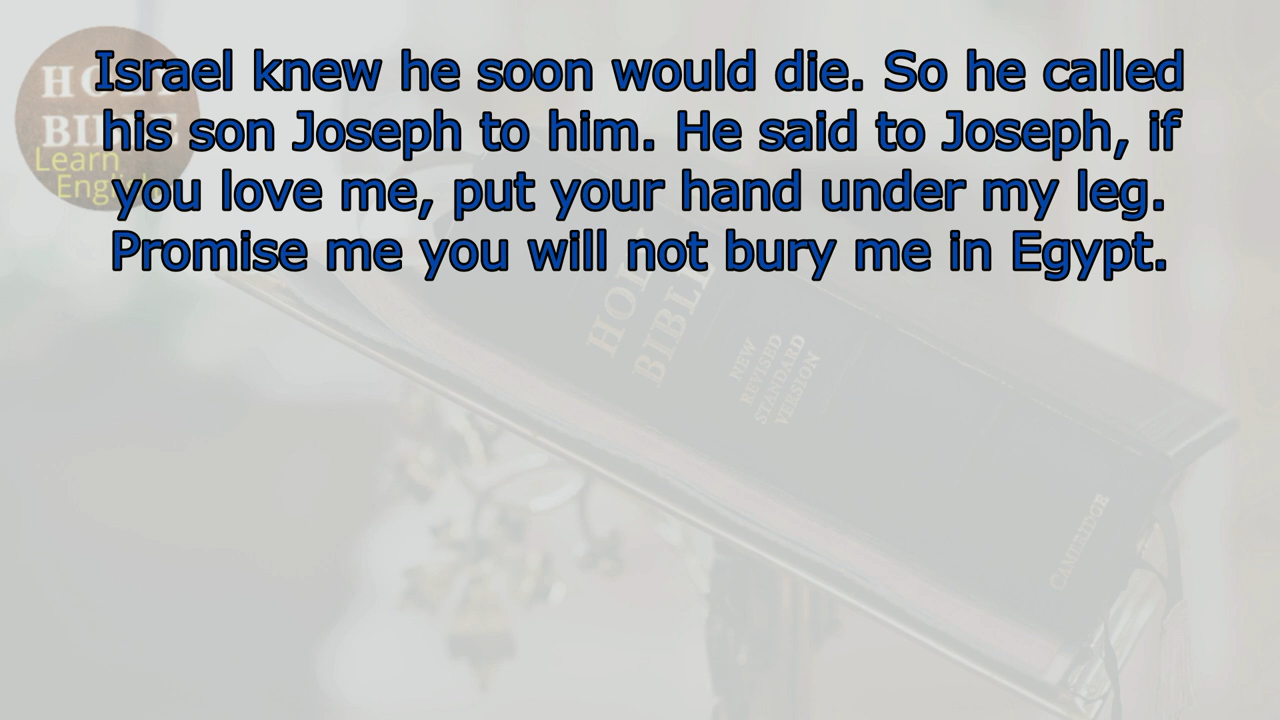 Israel knew he soon would die. So he called
his son Joseph to him. He said to Joseph, if
you love me, put your hand under my leg.
Promise me you will not bury me in Egypt.
HOLY
BIBLE
Learn
English
HOLY
BIBLE
NEW
REVISED
STANDARD
VERSION
CAMBRIDGE